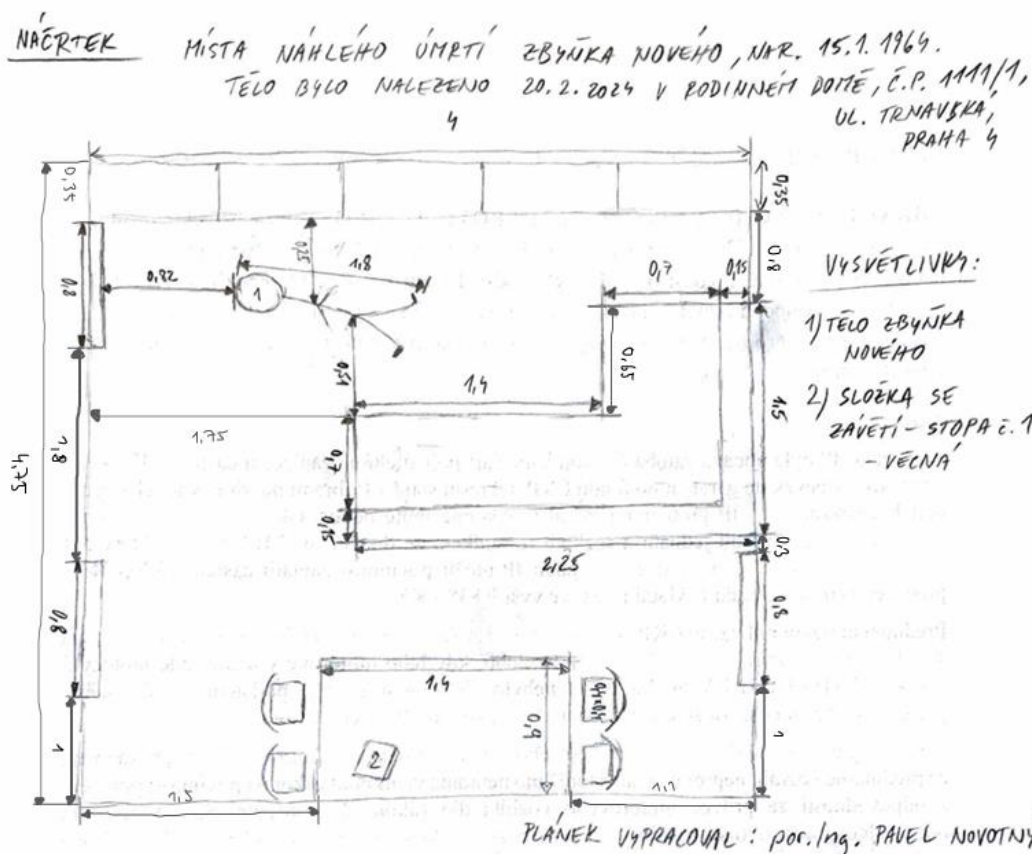 NÁČRTEK MÍSTA NÁHLÉHO ÚMRTÍ ZBYŇKA NOVÉHO, NAR. 15.1.1964.
TĚLO BYLO NALEZENO 20.2.2024 V RODINNÉM DOMĚ, Č.P. 1111/1,
UL. TRNAVSKÁ,
PRAHA 4
4
0,35
0,35
0,8
0,82
1
1,8
0,25
0,7
0,15
0,8
VYSVĚTLIVKY:
1) TĚLO ZBYŇKA
NOVÉHO
2) SLOŽKA SE
ZÁVĚTÍ - STOPA č. 1
- VĚCNÁ
0,51
1,4
0,65
1,5
1,75
4,75
1,8
0,15
2,25
0,3
0,8
0,8
1,4
0,9
2
1
1
1,5
PLÁNEK VYPRACOVAL: por. Ing. PAVEL NOVOTNÝ